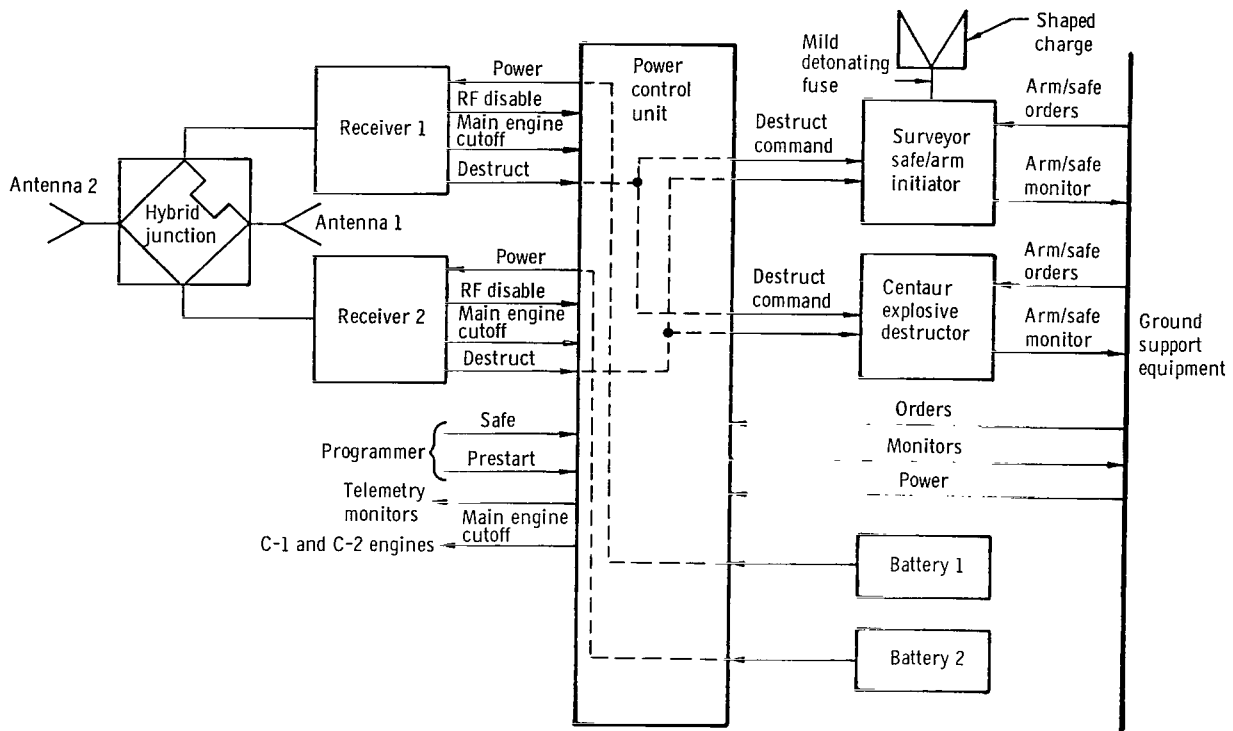 Shaped
charge
Mild
detonating
fuse
Power
RF disable
Main engine
cutoff
Destruct
Receiver 1
Power
control
unit
Destruct
command
Surveyor
safe/arm
initiator
Arm/safe
orders
Arm/safe
monitor
Antenna 2
Hybrid
junction
Antenna 1
Power
RF disable
Main engine
cutoff
Destruct
Receiver 2
Destruct
command
Centaur
explosive
destructor
Arm/safe
orders
Arm/safe
monitor
Ground
support
equipment
Programmer
Safe
Prestart
Telemetry
monitors
Main engine
cutoff
C-1 and C-2 engines
Orders
Monitors
Power
Battery 1
Battery 2